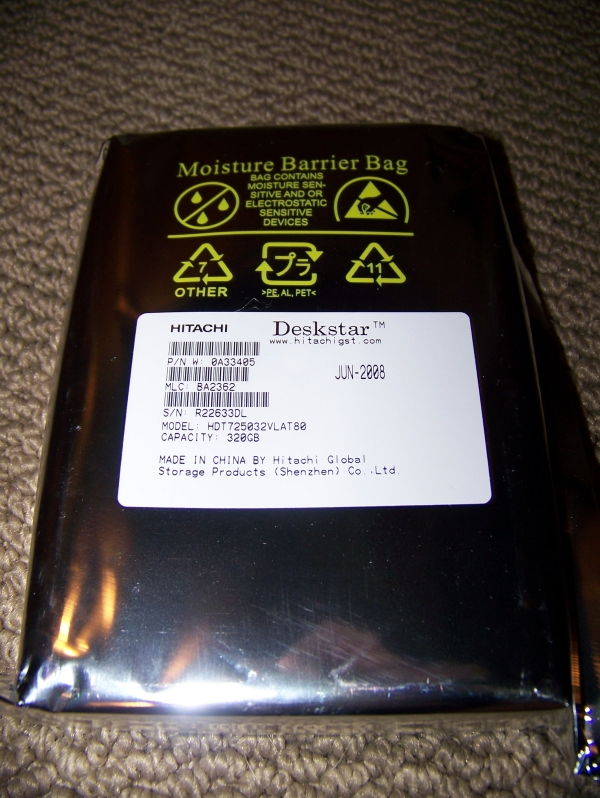 Moisture Barrier Bag
BAG CONTAINS
MOISTURE SEN-
SITIVE AND OR
ELECTROSTATIC
SENSITIVE
DEVICES
7
OTHER
プラ
>PE, AL, PET<
11
HITACHI
Deskstar™
www.hitachigst.com
P/N W: 0A33405
JUN-2008
MLC: BA2362
S/N: R22633DL
MODEL: HDT725032VLAT80
CAPACITY: 320GB
MADE IN CHINA BY Hitachi Global
Storage Products (Shenzhen) Co.,Ltd.